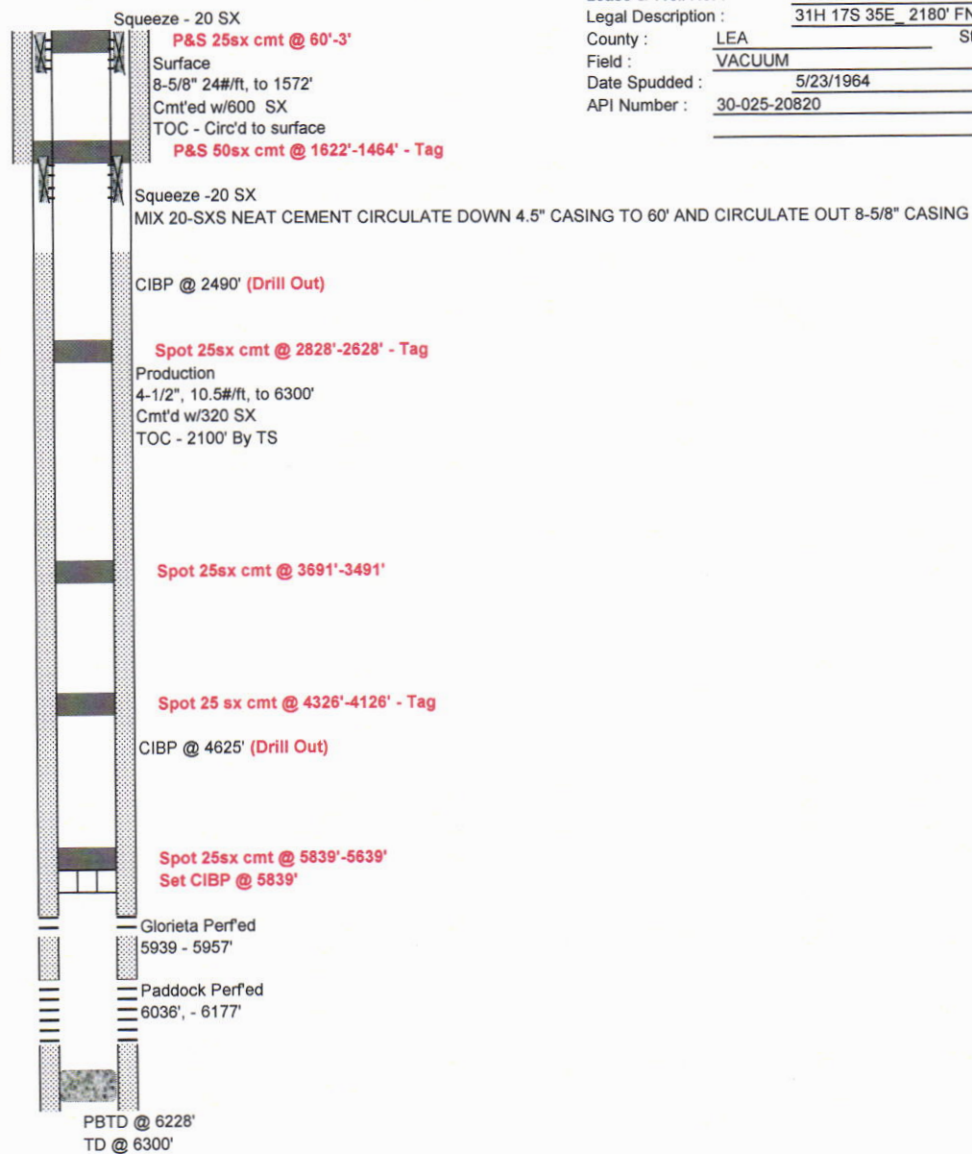 Legal Description : 31H 17S 35E_ 2180' FN
County : LEA
Field : VACUUM
Date Spudded : 5/23/1964
API Number : 30-025-20820
Squeeze - 20 SX
P&S 25sx cmt @ 60'-3'
Surface
8-5/8" 24#/ft, to 1572'
Cmt'ed w/600 SX
TOC - Circ'd to surface
P&S 50sx cmt @ 1622'-1464' - Tag
Squeeze -20 SX
MIX 20-SXS NEAT CEMENT CIRCULATE DOWN 4.5" CASING TO 60' AND CIRCULATE OUT 8-5/8" CASING
CIBP @ 2490' (Drill Out)
Spot 25sx cmt @ 2828'-2628' - Tag
Production
4-1/2", 10.5#/ft, to 6300'
Cmt'd w/320 SX
TOC - 2100' By TS
Spot 25sx cmt @ 3691'-3491'
Spot 25 sx cmt @ 4326'-4126' - Tag
CIBP @ 4625' (Drill Out)
Spot 25sx cmt @ 5839'-5639'
Set CIBP @ 5839'
Glorieta Perf'ed
5939 - 5957'
Paddock Perf'ed
6036', - 6177'
PBTD @ 6228'
TD @ 6300'